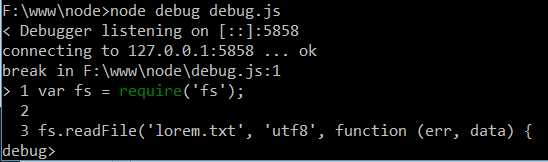 F:\www\node>node debug debug.js
< Debugger listening on [::]:5858
connecting to 127.0.0.1:5858 ... ok
break in F:\www\node\debug.js:1
> 1 var fs = require('fs');
  2
  3 fs.readFile('lorem.txt', 'utf8', function (err, data) {
debug>